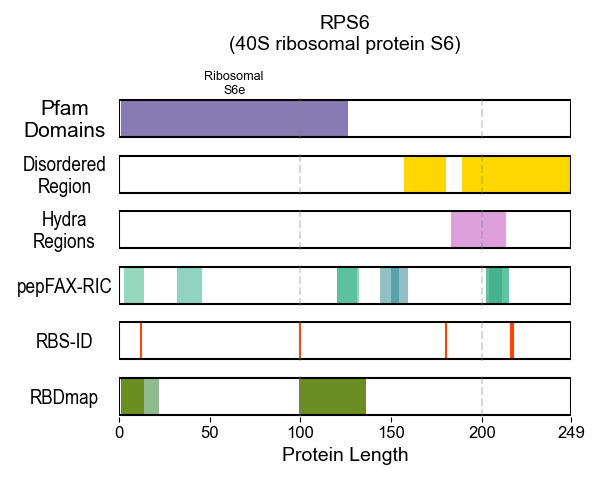 RPS6
(40S ribosomal protein S6)
Ribosomal
S6e
Pfam
Domains
Disordered
Region
Hydra
Regions
pepFAX-RIC
RBS-ID
RBDmap
0 50 100 150 200 249
Protein Length